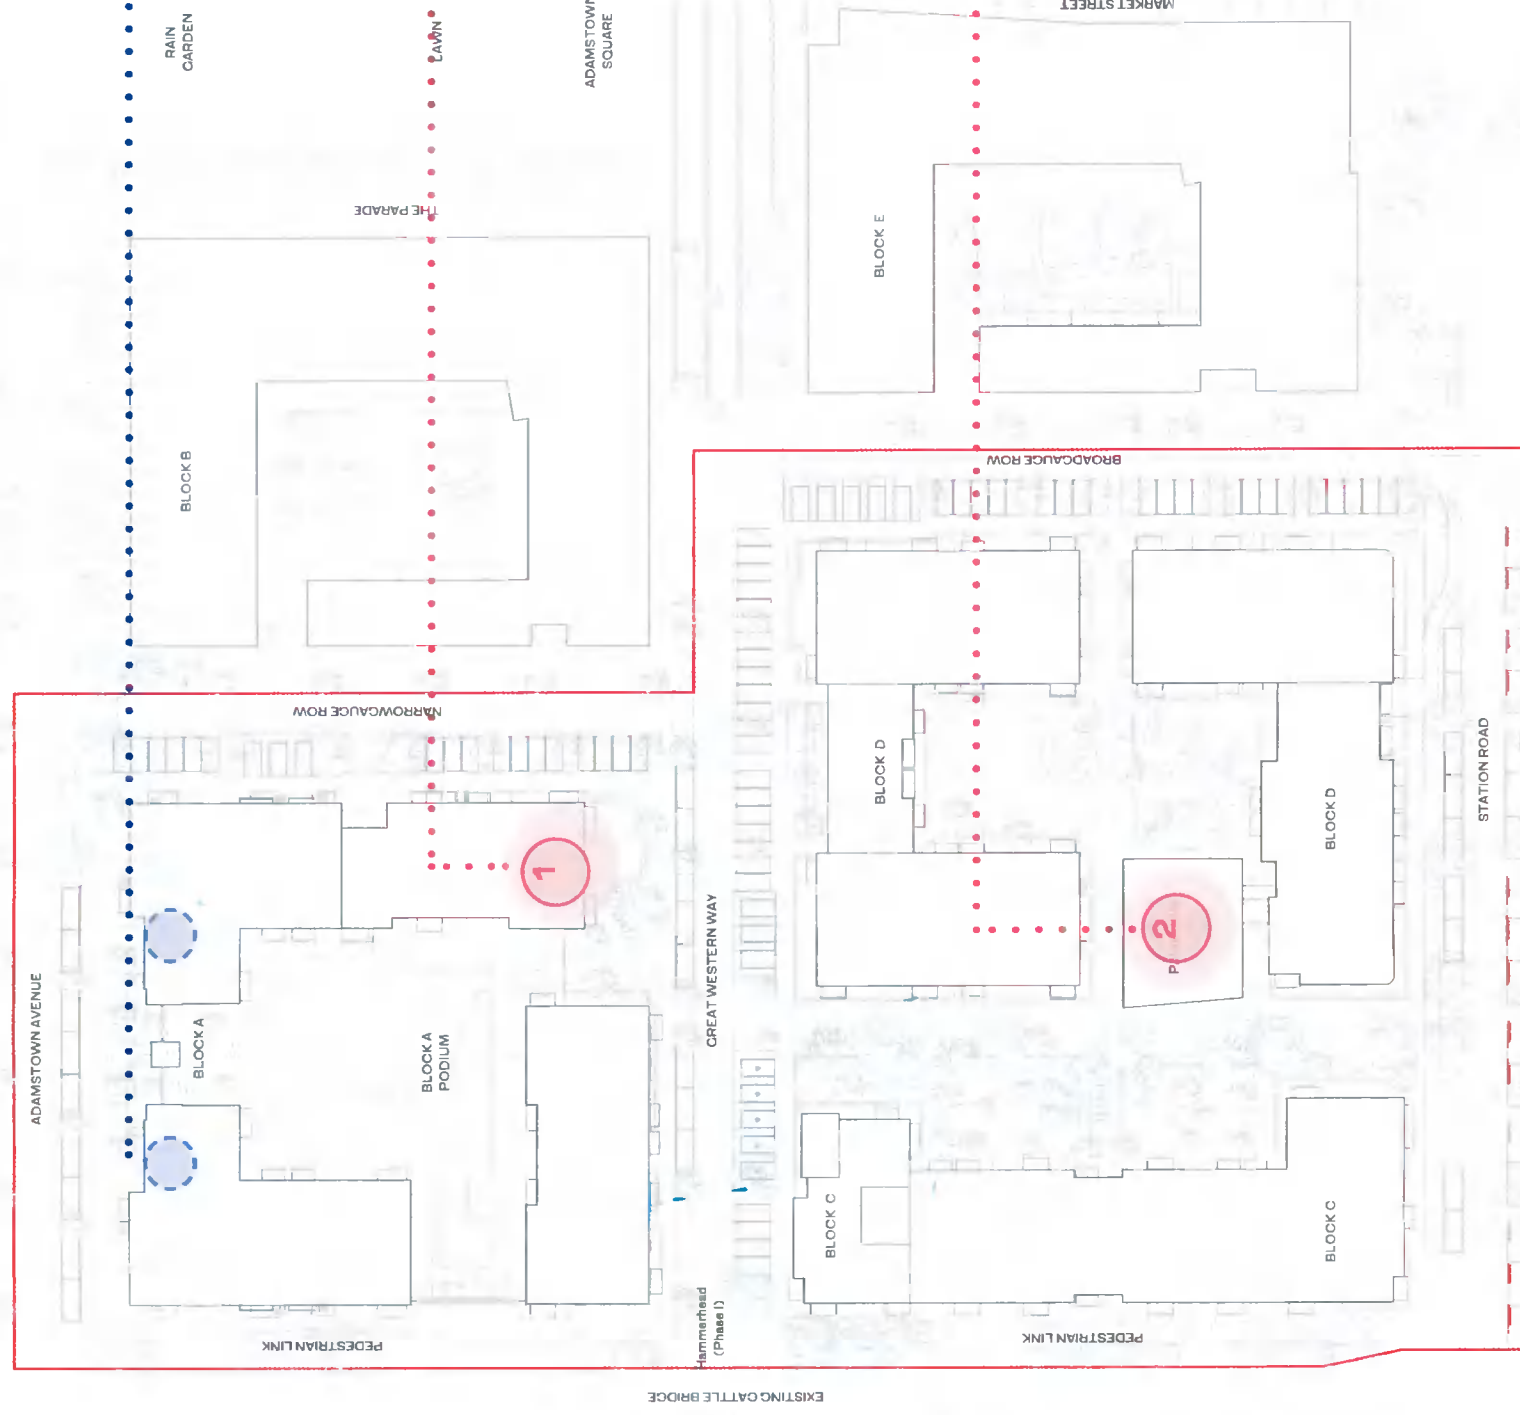 RAIN
GARDEN
LAWN
ADAMSTOWN
SQUARE
MARKET STREET
THE PARADE
BLOCK E
BLOCK B
BROADGAUGE ROW
NARROWGAUGE ROW
BLOCK D
STATION ROAD
BLOCK D
1
2
GREAT WESTERN WAY
ADAMSTOWN AVENUE
BLOCK A
BLOCK A
PODIUM
BLOCK C
BLOCK C
Hammerhead
(Phase I)
PEDESTRIAN LINK
PEDESTRIAN LINK
EXISTING CATTLE BRIDGE